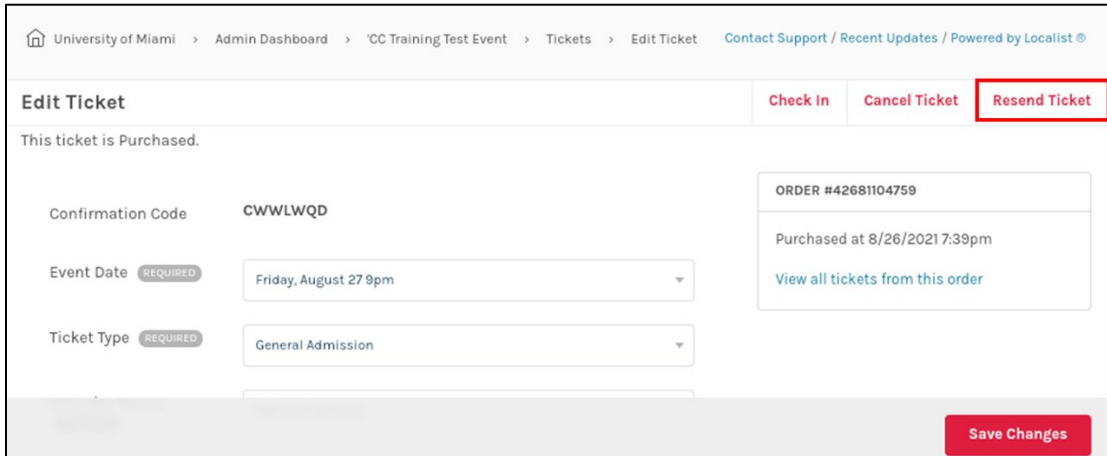 University of Miami > Admin Dashboard > 'CC Training Test Event > Tickets > Edit Ticket Contact Support / Recent Updates / Powered by Localist ®
Edit Ticket Check In Cancel Ticket Resend Ticket
This ticket is Purchased.
ORDER #42681104759
Confirmation Code CWWLWQD
Purchased at 8/26/2021 7:39pm
Event Date REQUIRED Friday, August 27 9pm
View all tickets from this order
Ticket Type REQUIRED General Admission
Save Changes